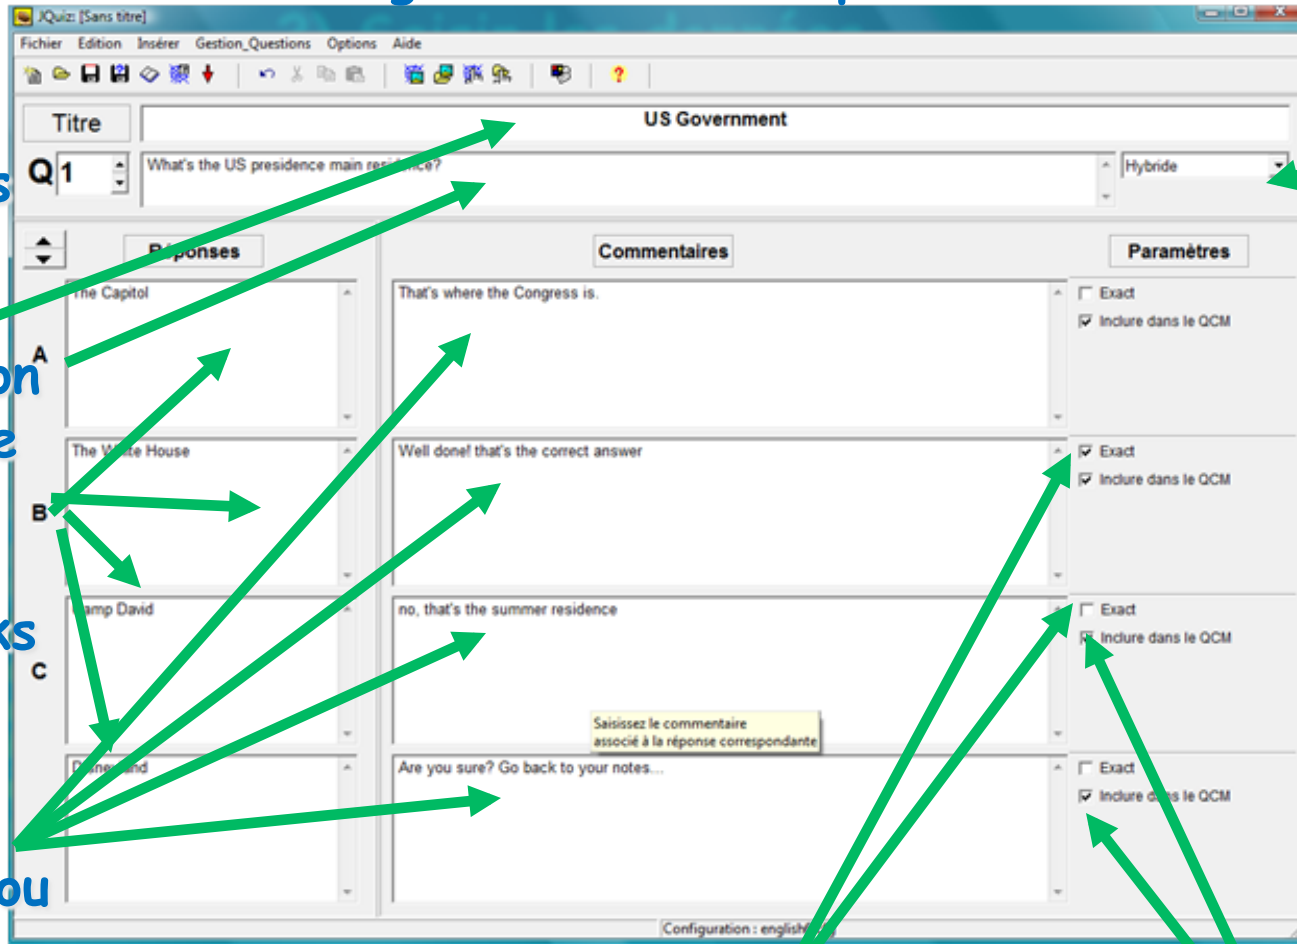 JQuiz: [Sans titre]
Fichier Edition Insérer Gestion_Questions Options Aide
Titre
US Government
Q 1
What's the US presidence main residence?
Hybride
s
Réponses
Commentaires
Paramètres
The Capitol
That's where the Congress is.
Exact
Inclure dans le QCM
A
on
e
The White House
Well done! that's the correct answer
Exact
Inclure dans le QCM
B
Camp David
no, that's the summer residence
Exact
Inclure dans le QCM
ks
C
Saisissez le commentaire
associé à la réponse correspondante
Disneyland
Are you sure? Go back to your notes...
Exact
Inclure dans le QCM
ou
Configuration : english